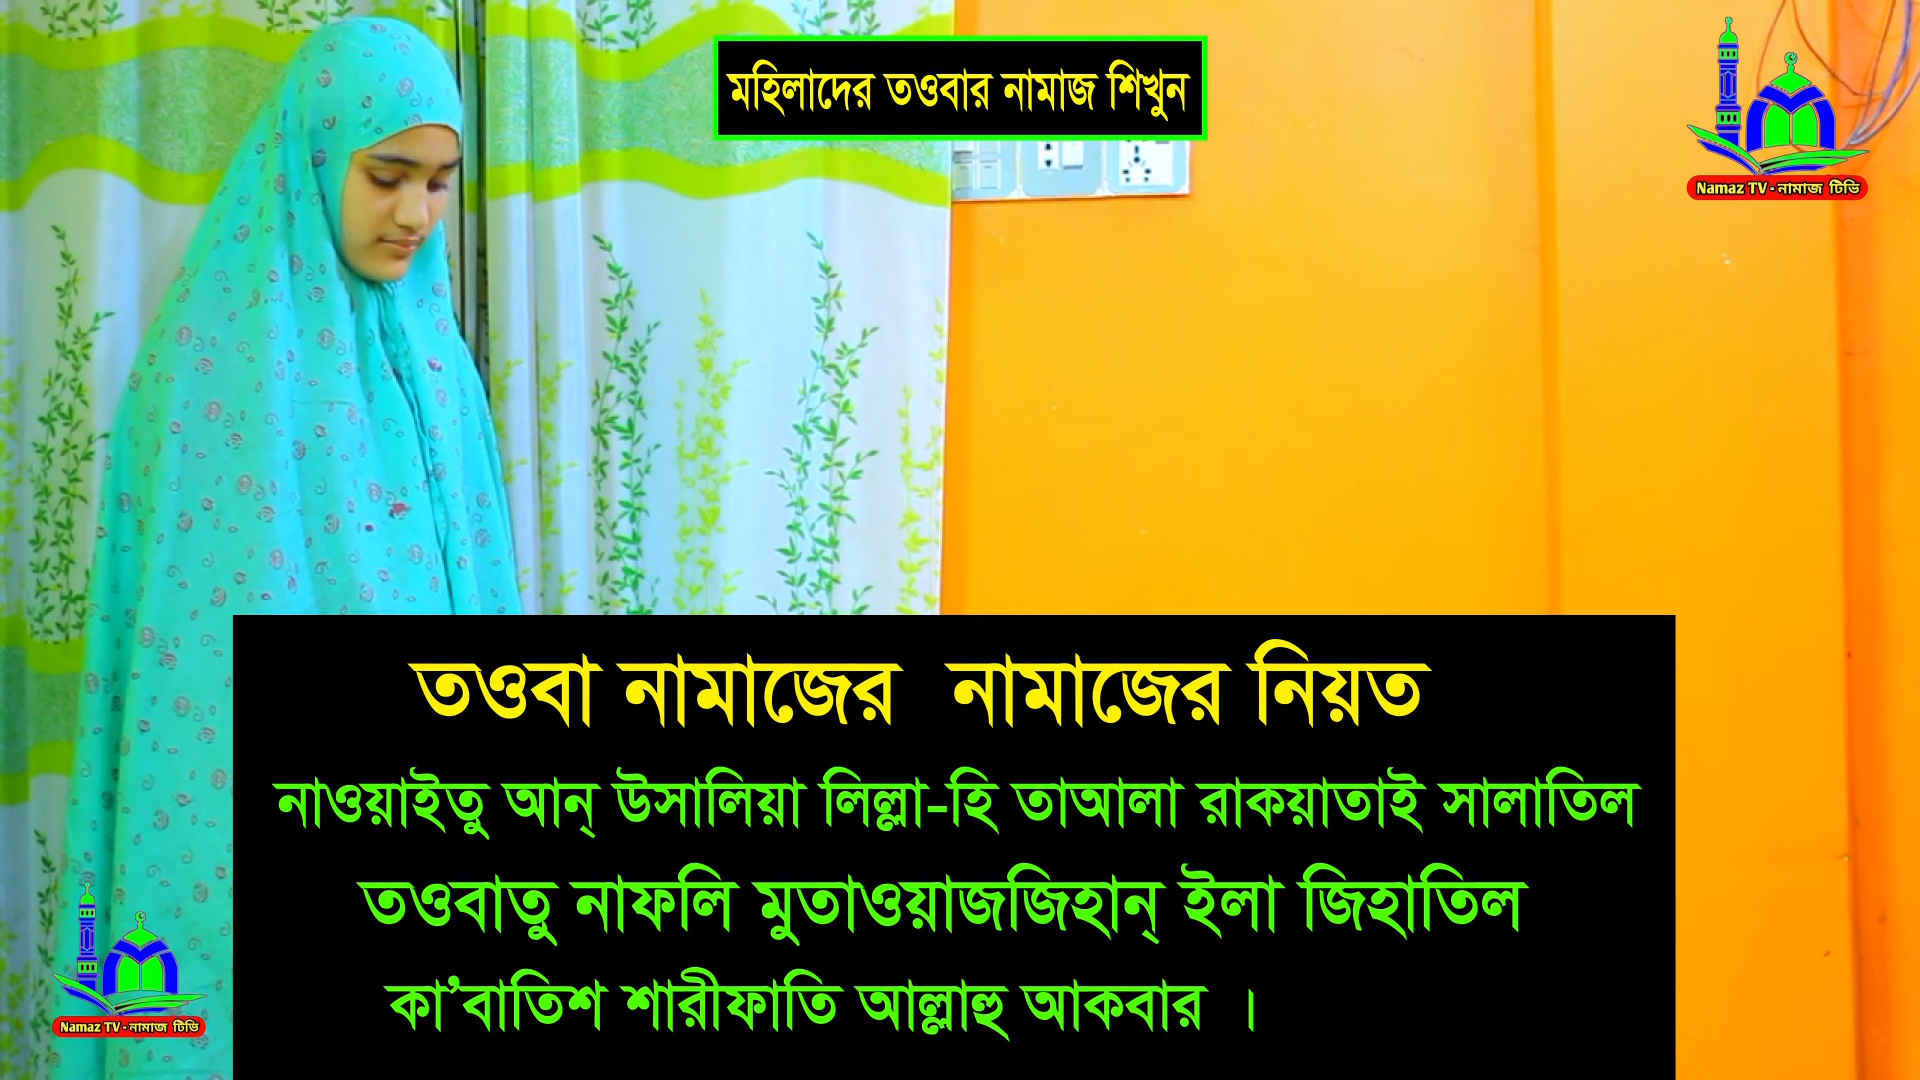 মহিলাদের তওবার নামাজ শিখুন
Namaz TV - নামাজ টিভি
তওবা নামাজের নামাজের নিয়ত
নাওয়াইতু আন্ উসালিয়া লিল্লা-হি তাআলা রাকয়াতাই সালাতিল
তওবাতু নাফলি মুতাওয়াজজিহান্ ইলা জিহাতিল
কা’বাতিশ শারীফাতি আল্লাহু আকবার ।
Namaz TV - নামাজ টিভি